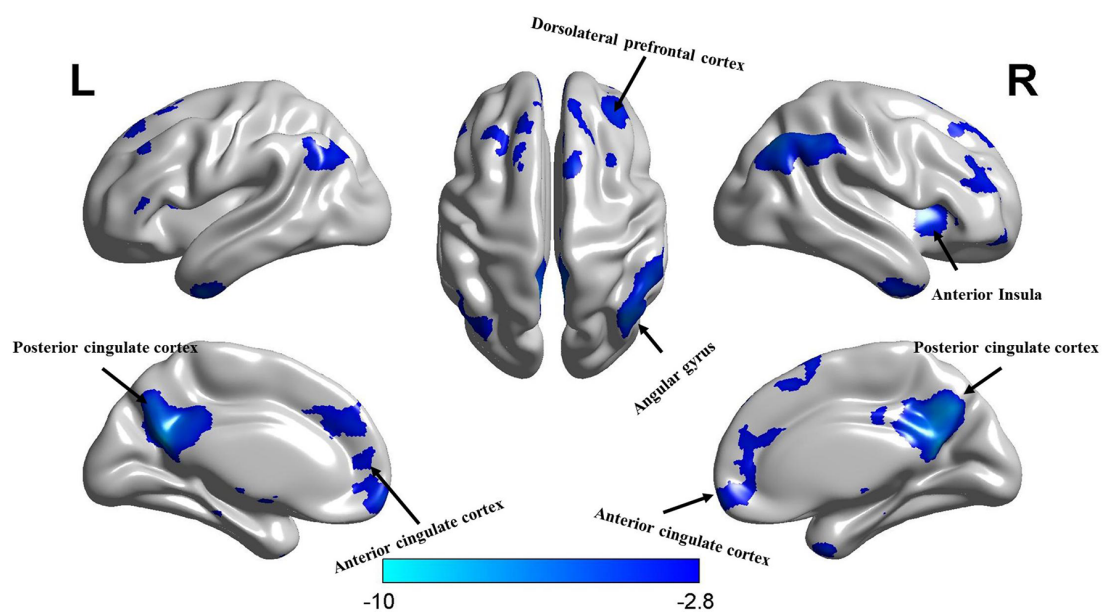 Dorsolateral prefrontal cortex
L
R
Anterior Insula
Posterior cingulate cortex
Angular gyrus
Posterior cingulate cortex
Anterior cingulate cortex
Anterior cingulate cortex
-10
-2.8